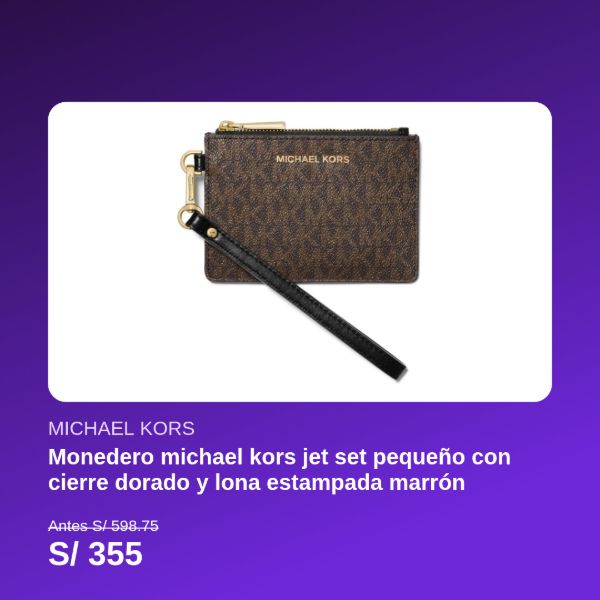 MICHAEL KORS
MICHAEL KORS
Monedero michael kors jet set pequeño con
cierre dorado y lona estampada marrón
Antes S/ 598.75
S/ 355